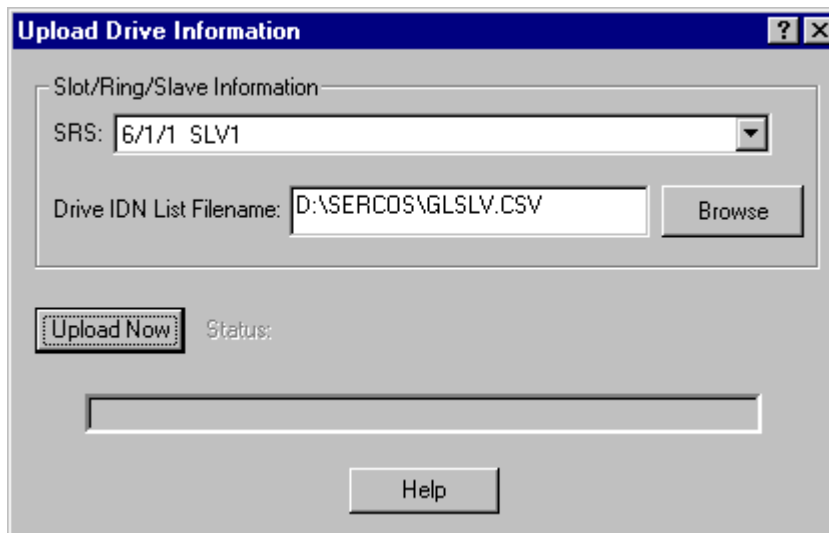 Upload Drive Information
Slot/Ring/Slave Information
SRS: 6/1/1 SLV1
Drive IDN List Filename: D:\SERCOS\GLSLV.CSV Browse
Upload Now Status:
Help